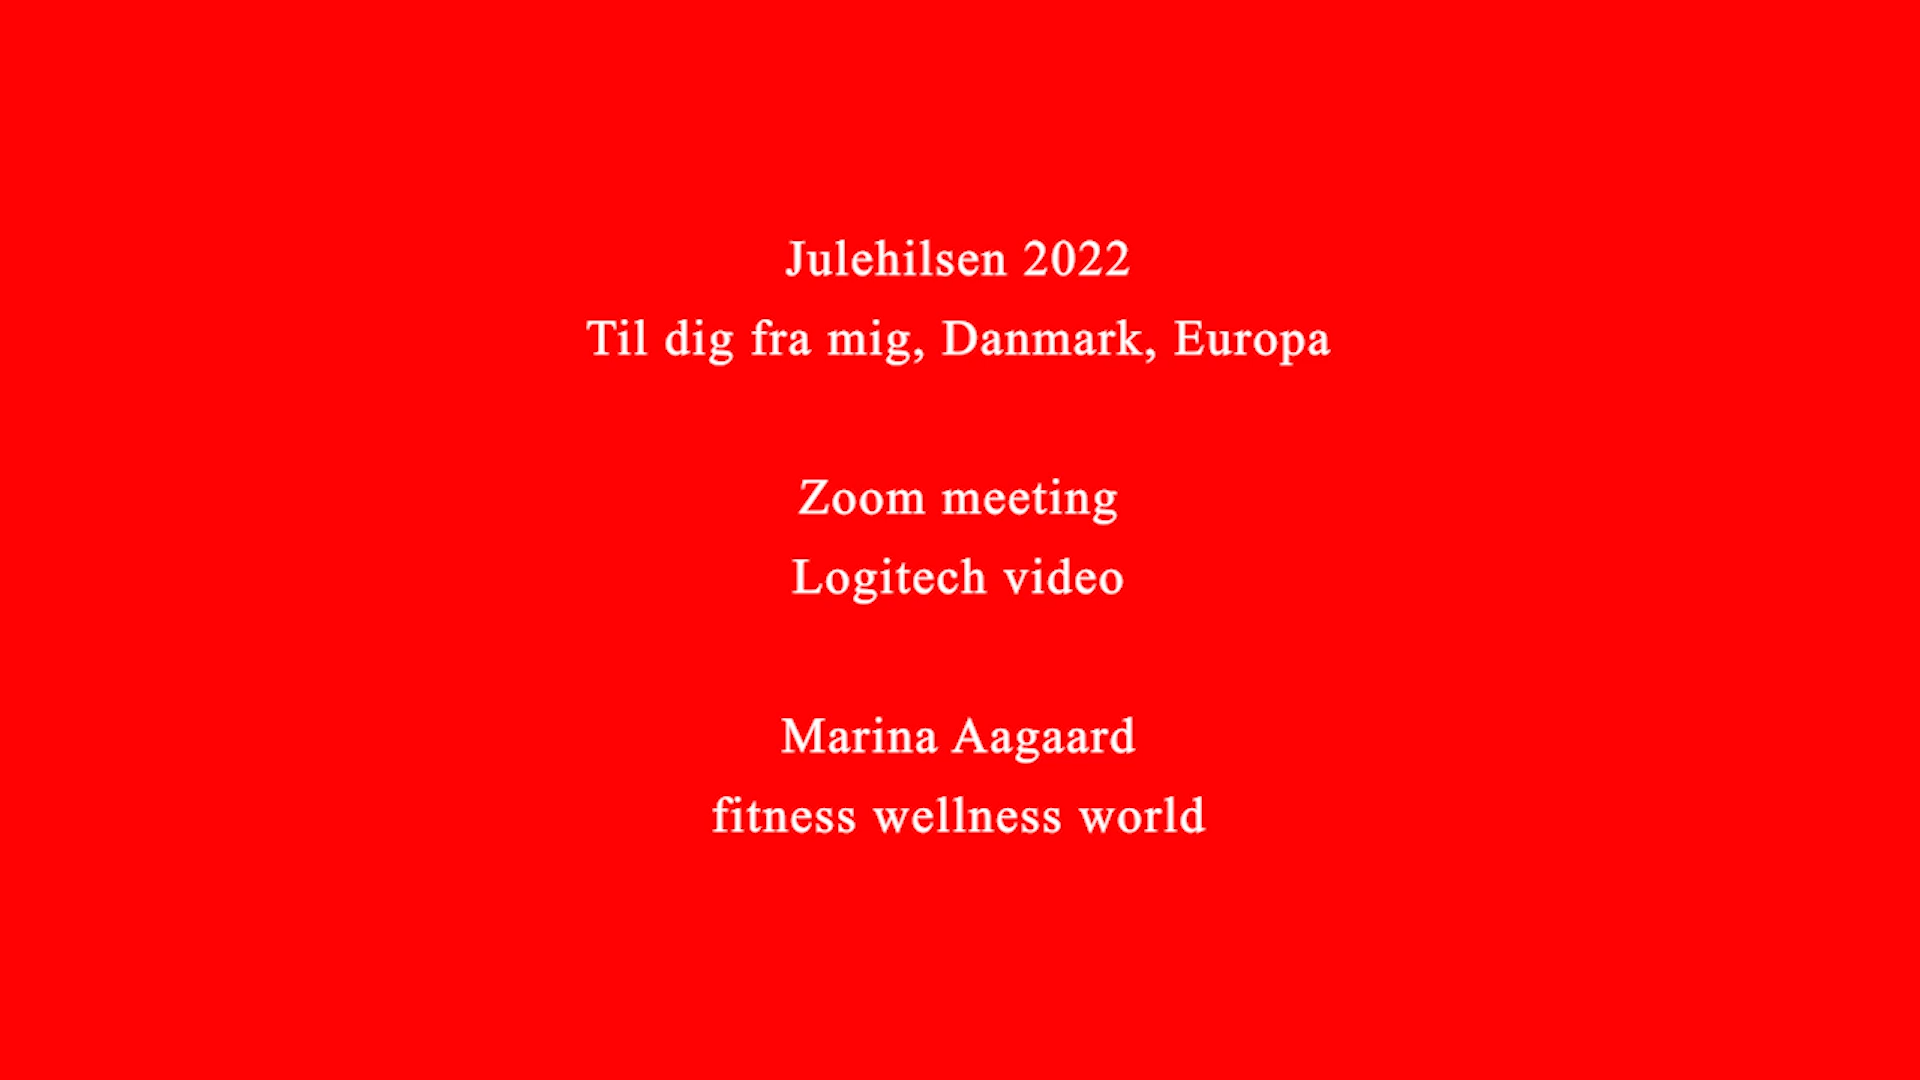 Julehilsen 2022
Til dig fra mig, Danmark, Europa
Zoom meeting
Logitech video
Marina Aagaard
fitness wellness world